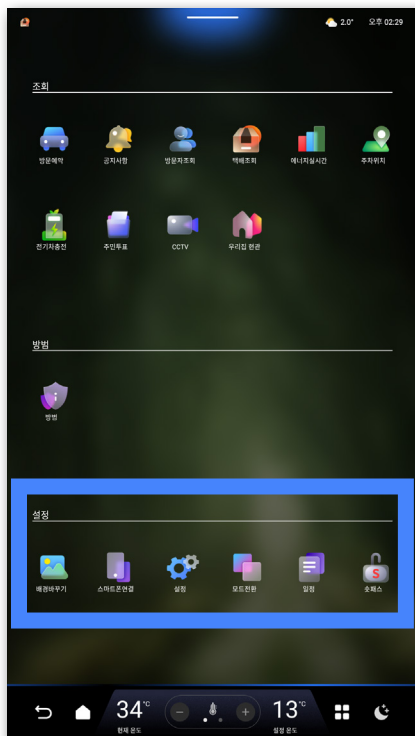 2.0° 오후 02:29
조회
방문예약 공지사항 방문자조회 택배조회 에너지실시간 주차위치
전기차충전 주민투표 CCTV 우리집 현관
방범
방범
설정
배경바꾸기 스마트폰연결 설정 모드전환 일정 S 숏패스
34°C 13°C
현재 온도 설정 온도